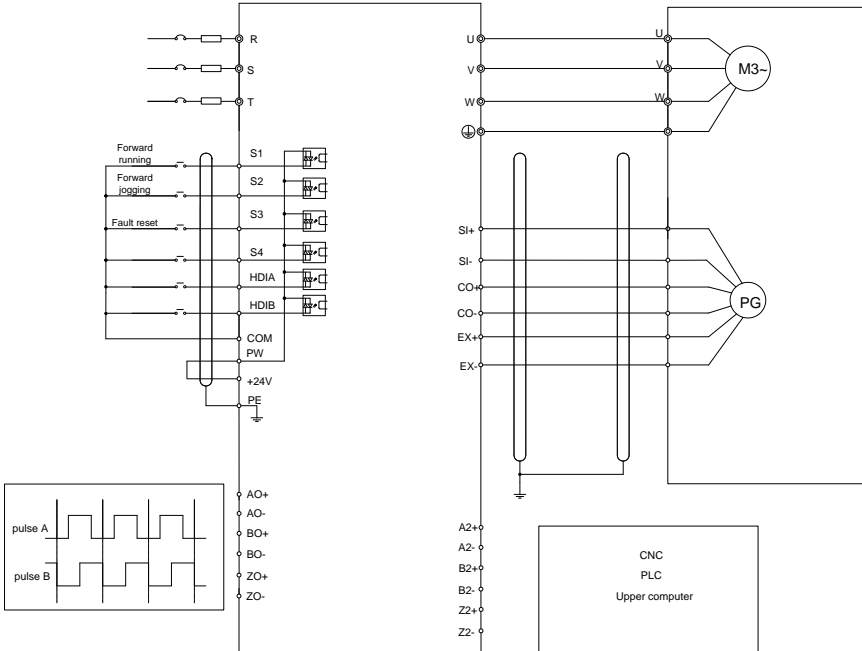 R
S
T
U
V
W
U
V
W
M3~
Forward
running
Forward
jogging
Fault reset
S1
S2
S3
S4
HDIA
HDIB
COM
PW
+24V
PE
SI+
SI-
CO+
CO-
EX+
EX-
PG
pulse A
pulse B
AO+
AO-
BO+
BO-
ZO+
ZO-
A2+
A2-
B2+
B2-
Z2+
Z2-
CNC
PLC
Upper computer